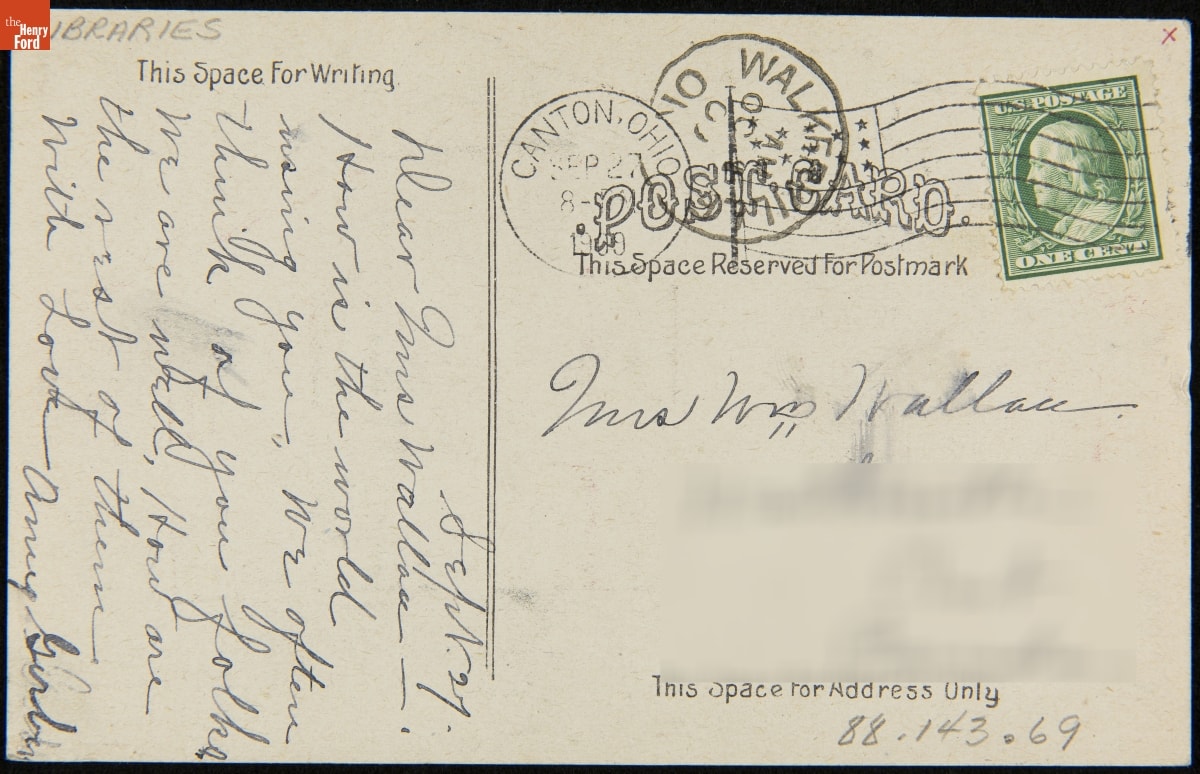 the
Henry
Ford
LIBRARIES
x
This Space For Writing
Sept. 27.
Dear Mrs Wallace—
How is the world
using you, We often
think of you folks
We are well, How are
the rest of them
With Love Amy
CANTON, OHIO
SEP 27
8-
1910
WALKER
OHIO
U.S. POSTAGE
ONE CENT
POST CARD.
This Space Reserved For Postmark
Mrs Wm Wallace.
This Space For Address Only
88.143.69